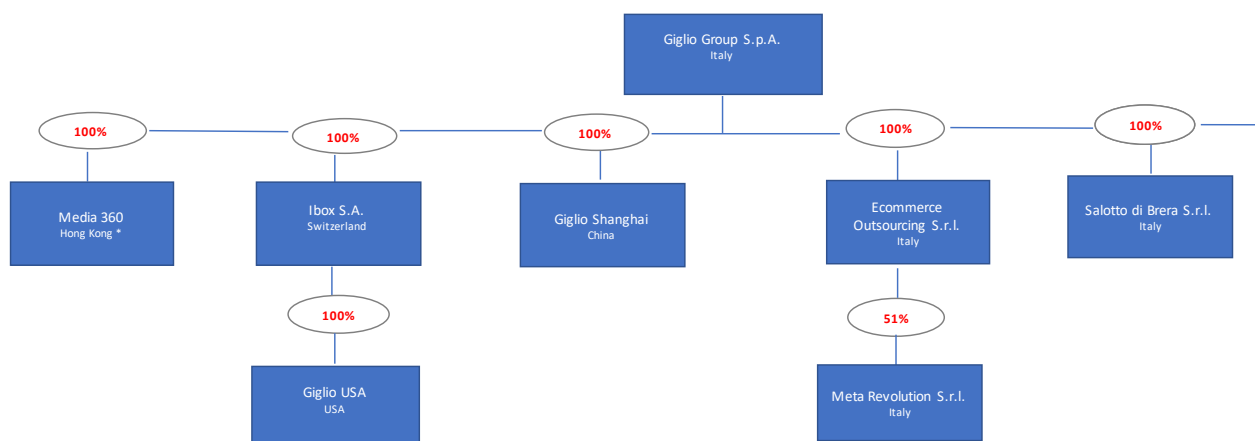 Giglio Group S.p.A.
Italy
100%
100%
100%
100%
100%
Media 360
Hong Kong *
Ibox S.A.
Switzerland
Giglio Shanghai
China
Ecommerce
Outsourcing S.r.l.
Italy
Salotto di Brera S.r.l.
Italy
100%
51%
Giglio USA
USA
Meta Revolution S.r.l.
Italy